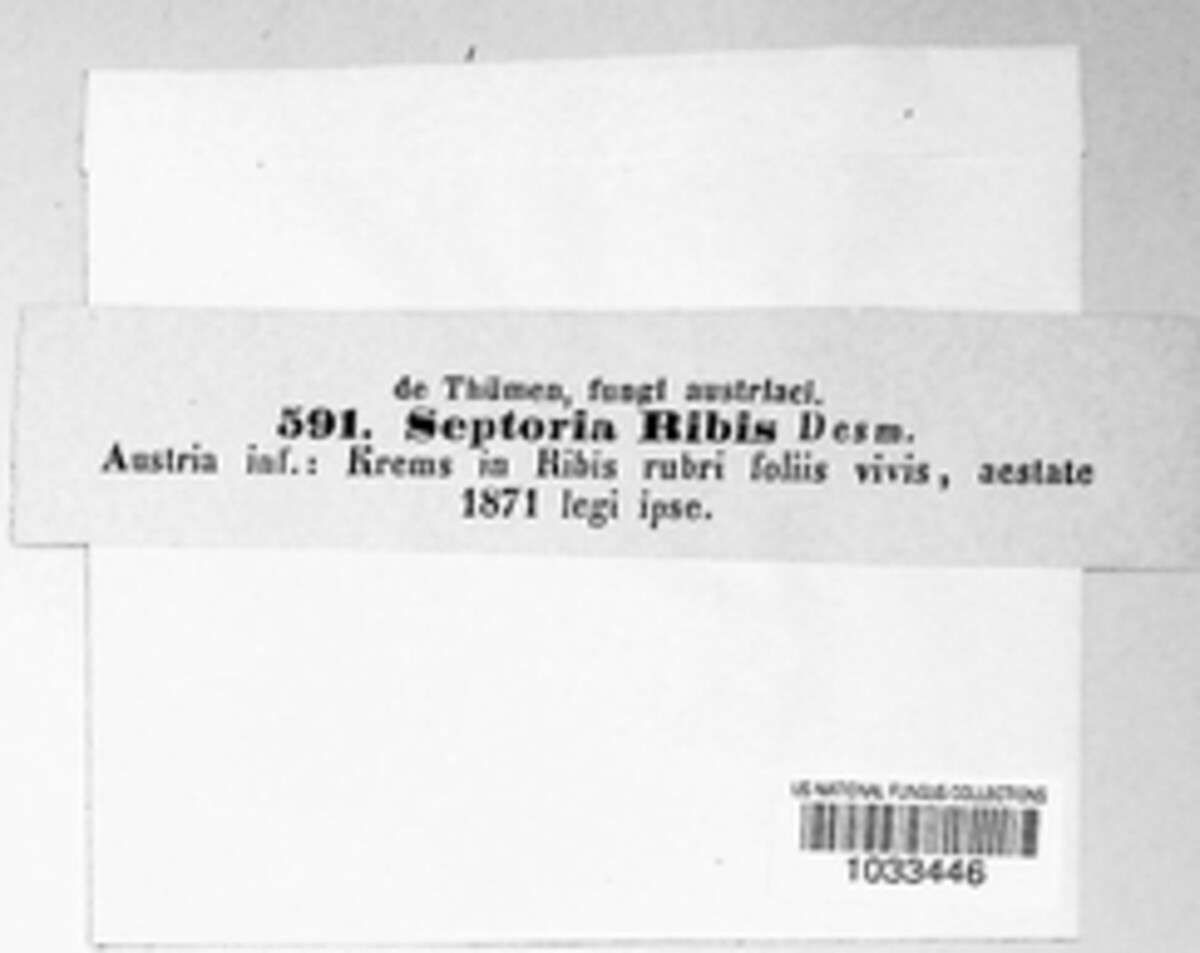 de Thümen, fungi austriaci.
591. Septoria Ribis Desm.
Austria inf.: Krems in Ribis rubri foliis vivis, aestate
1871 legi ipse.
US NATIONAL FUNGUS COLLECTIONS
1033446